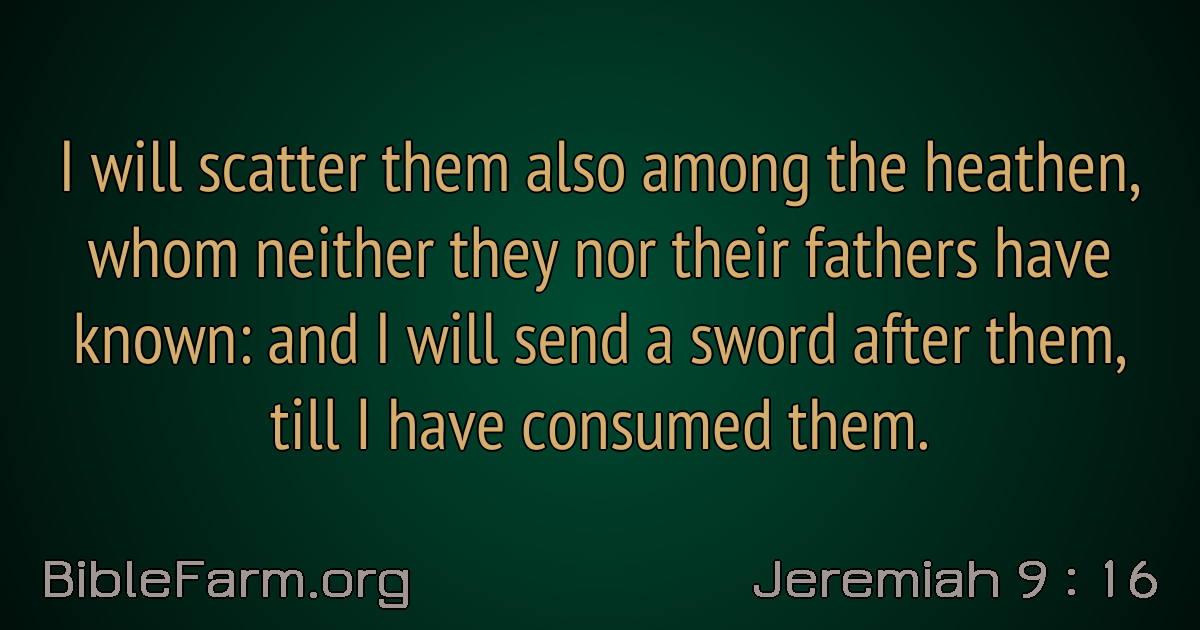 I will scatter them also among the heathen,
whom neither they nor their fathers have
known: and I will send a sword after them,
till I have consumed them.
BibleFarm.org
Jeremiah 9 : 16